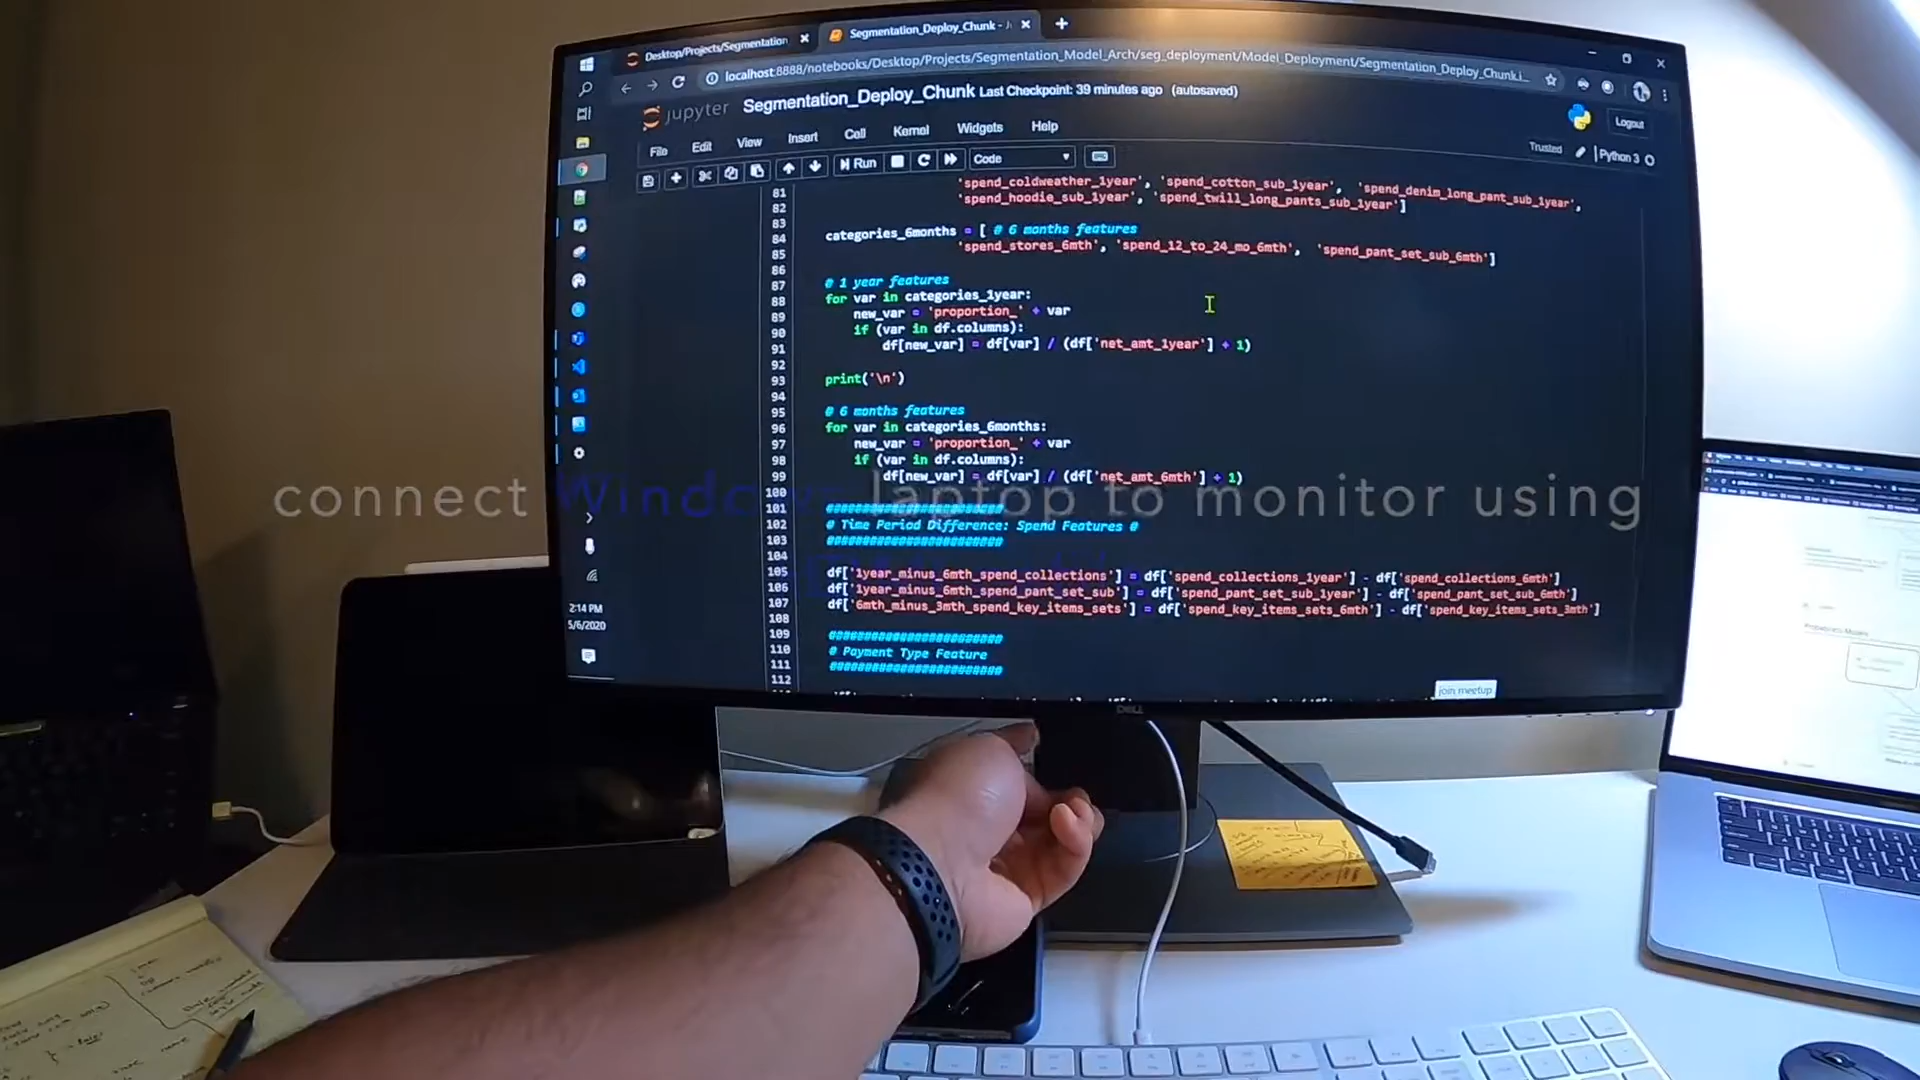 Desktop/Projects/Segmentation
Segmentation_Deploy_Chunk -
localhost:8888/notebooks/Desktop/Projects/Segmentation_Model_Arch/seg_deployment/Model_Deployment/Segmentation_Deploy_Chunk.i...
jupyter Segmentation_Deploy_Chunk Last Checkpoint: 39 minutes ago (autosaved)
Logout
File Edit View Insert Cell Kernel Widgets Help
Trusted Python 3
Run Code
81 'spend_coldweather_1year', 'spend_cotton_sub_1year', 'spend_denim_long_pant_sub_1year',
82 'spend_hoodie_sub_1year', 'spend_twill_long_pants_sub_1year']
83
84 categories_6months = [ # 6 months features
85 'spend_stores_6mth', 'spend_12_to_24_mo_6mth', 'spend_pant_set_sub_6mth']
86
87 # 1 year features
88 for var in categories_1year:
89 new_var = 'proportion_' + var
90 if (var in df.columns):
91 df[new_var] = df[var] / (df['net_amt_1year'] + 1)
92
93 print('\n')
94
95 # 6 months features
96 for var in categories_6months:
97 new_var = 'proportion_' + var
98 if (var in df.columns):
99 df[new_var] = df[var] / (df['net_amt_6mth'] + 1)
100
connect Windows laptop to monitor using
101 ########################
102 # Time Period Difference: Spend Features #
103 ########################
104
105 df['1year_minus_6mth_spend_collections'] = df['spend_collections_1year'] - df['spend_collections_6mth']
106 df['1year_minus_6mth_spend_pant_set_sub'] = df['spend_pant_set_sub_1year'] - df['spend_pant_set_sub_6mth']
107 df['6mth_minus_3mth_spend_key_items_sets'] = df['spend_key_items_sets_6mth'] - df['spend_key_items_sets_3mth']
108
109 ########################
110 # Payment Type Feature
111 ########################
112
2:14 PM
5/6/2020
join meetup
DELL